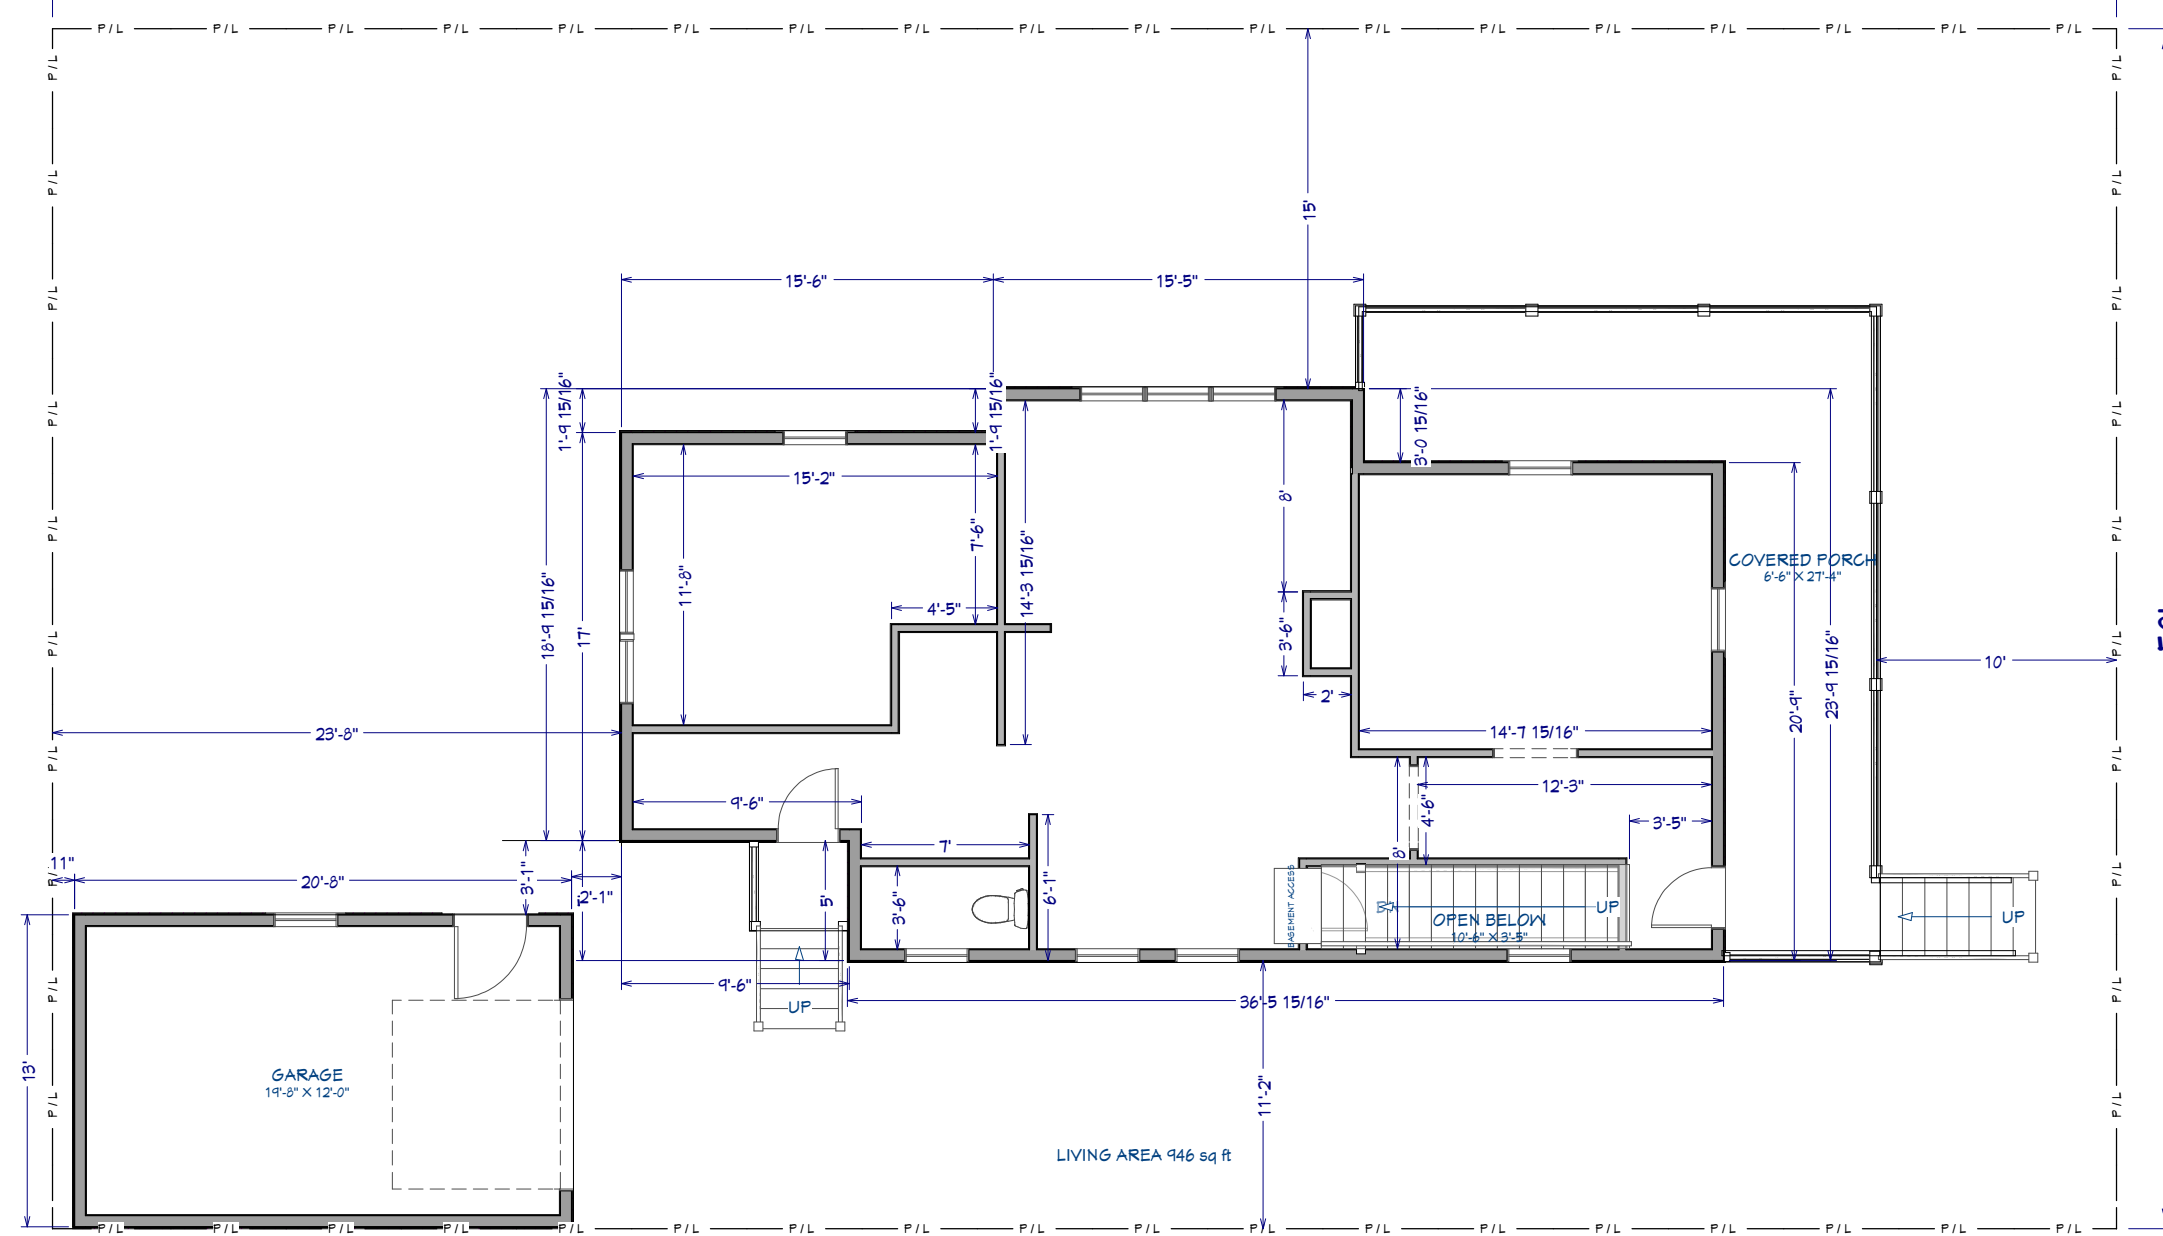 P/L P/L P/L P/L P/L P/L P/L P/L P/L P/L P/L P/L P/L P/L P/L P/L P/L P/L
P/L P/L P/L P/L P/L P/L P/L P/L P/L P/L
P/L P/L P/L P/L P/L P/L P/L P/L P/L P/L
15'
15'-6"
15'-5"
1'-9 15/16"
1'-9 15/16"
3'-0 15/16"
15'-2"
8'
7'-6"
COVERED PORCH
6'-6" X 27'-4"
14'-3 15/16"
11'-8"
4'-5"
18'-9 15/16"
17'
3'-6"
2'
10'
23'-9 15/16"
20'-9"
23'-8"
14'-7 15/16"
12'-3"
9'-6"
4'-6"
3'-5"
7'
8'
11"
20'-8"
3'-1"
2'-1"
5'
3'-6"
6'-1"
EASEMENT ACCESS
UP
OPEN BELOW
10'-6" X 3'-5"
UP
9'-6"
UP
36'-5 15/16"
13'
GARAGE
19'-8" X 12'-0"
11'-2"
LIVING AREA 946 sq ft
P/L P/L P/L P/L P/L P/L P/L P/L P/L P/L P/L P/L P/L P/L P/L P/L P/L P/L